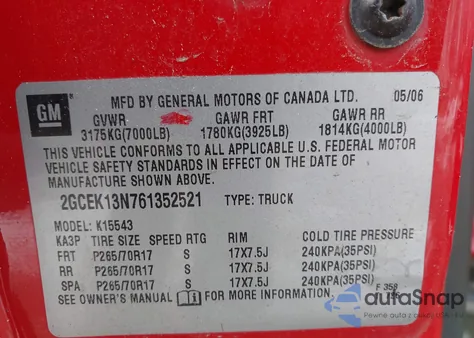 GM
MFD BY GENERAL MOTORS OF CANADA LTD. 05/06
GVWR GAWR FRT GAWR RR
3175KG(7000LB) 1780KG(3925LB) 1814KG(4000LB)
THIS VEHICLE CONFORMS TO ALL APPLICABLE U.S. FEDERAL MOTOR
VEHICLE SAFETY STANDARDS IN EFFECT ON THE DATE OF
MANUFACTURE SHOWN ABOVE.
2GCEK13N761352521 TYPE: TRUCK
MODEL: K15543
KA3P TIRE SIZE SPEED RTG RIM COLD TIRE PRESSURE
FRT P265/70R17 S 17X7.5J 240KPA(35PSI)
RR P265/70R17 S 17X7.5J 240KPA(35PSI)
SPA P265/70R17 S 17X7.5J 240KPA(35PSI)
SEE OWNER'S MANUAL FOR MORE INFORMATION. F 358
autoSnap